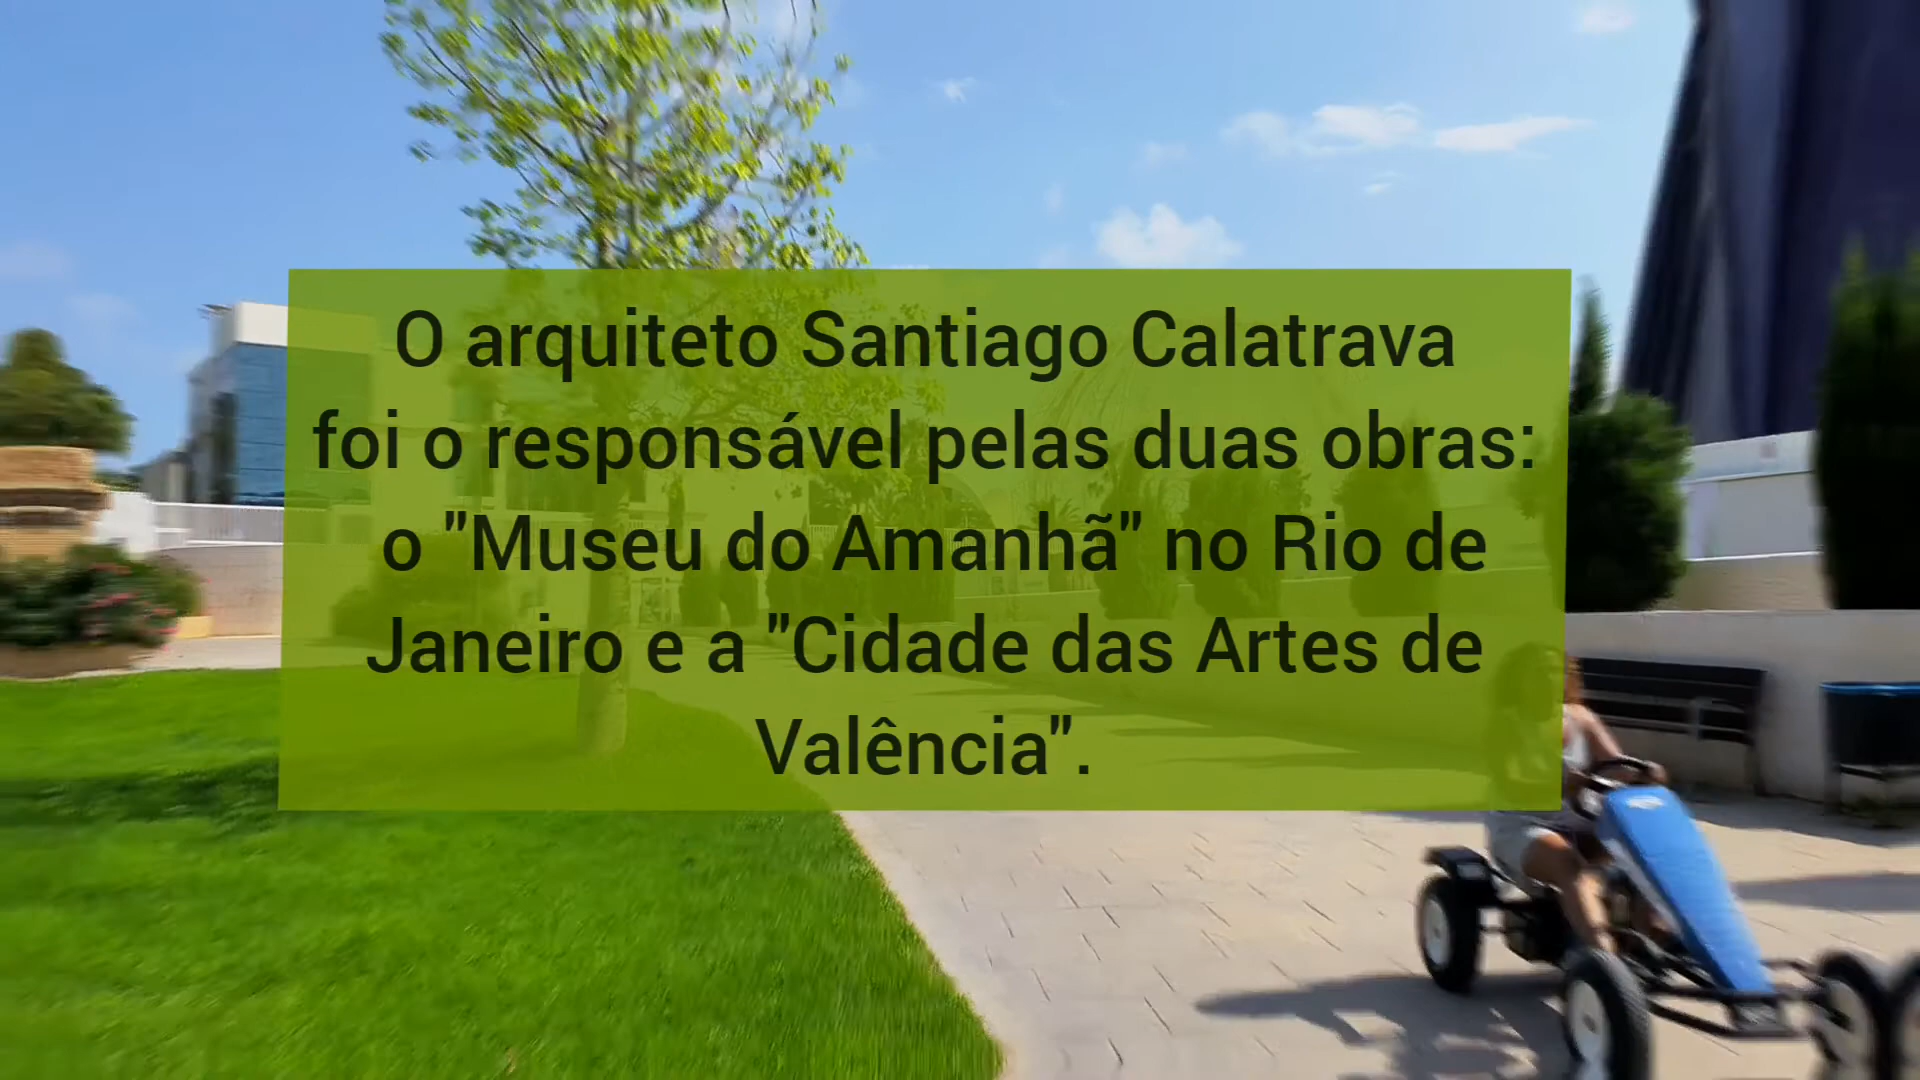 O arquiteto Santiago Calatrava
foi o responsável pelas duas obras:
o "Museu do Amanhã" no Rio de
Janeiro e a "Cidade das Artes de
Valência".